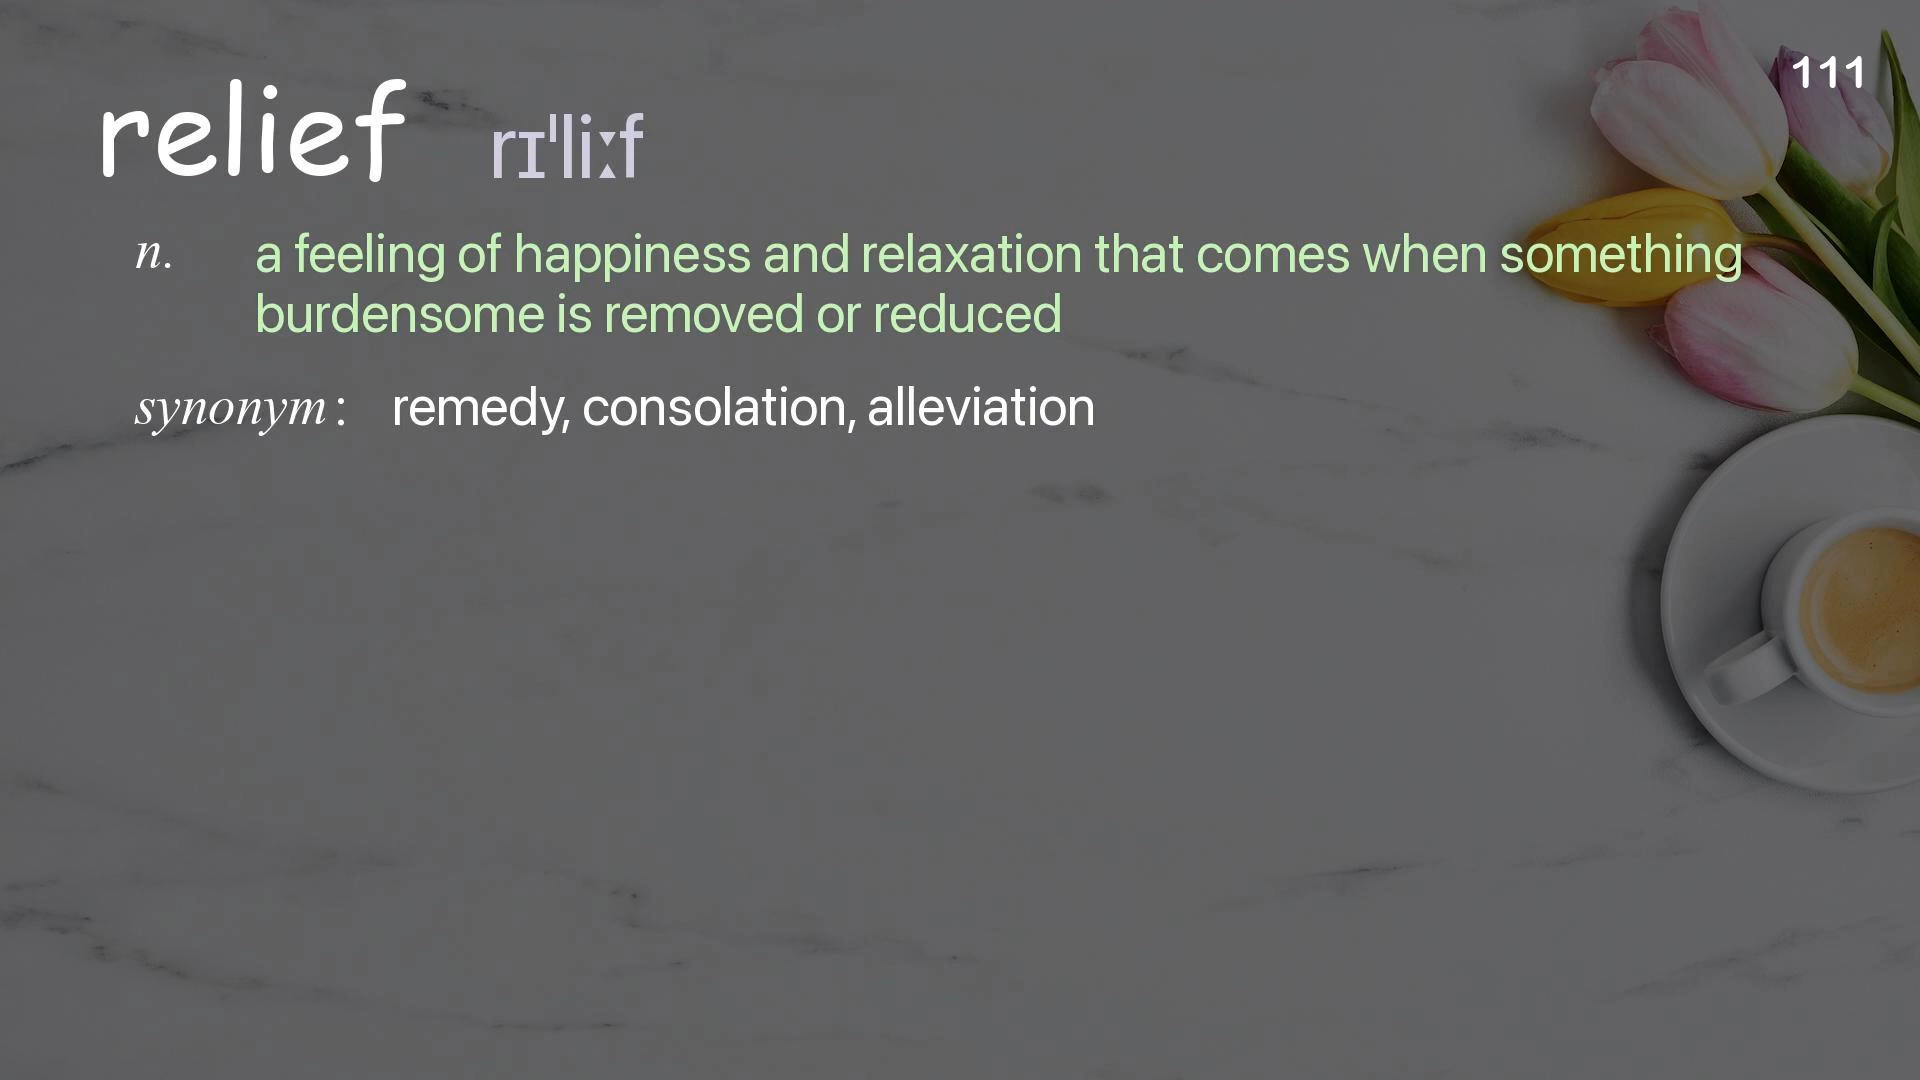 111
relief rɪˈliːf
n. a feeling of happiness and relaxation that comes when something
burdensome is removed or reduced
synonym: remedy, consolation, alleviation